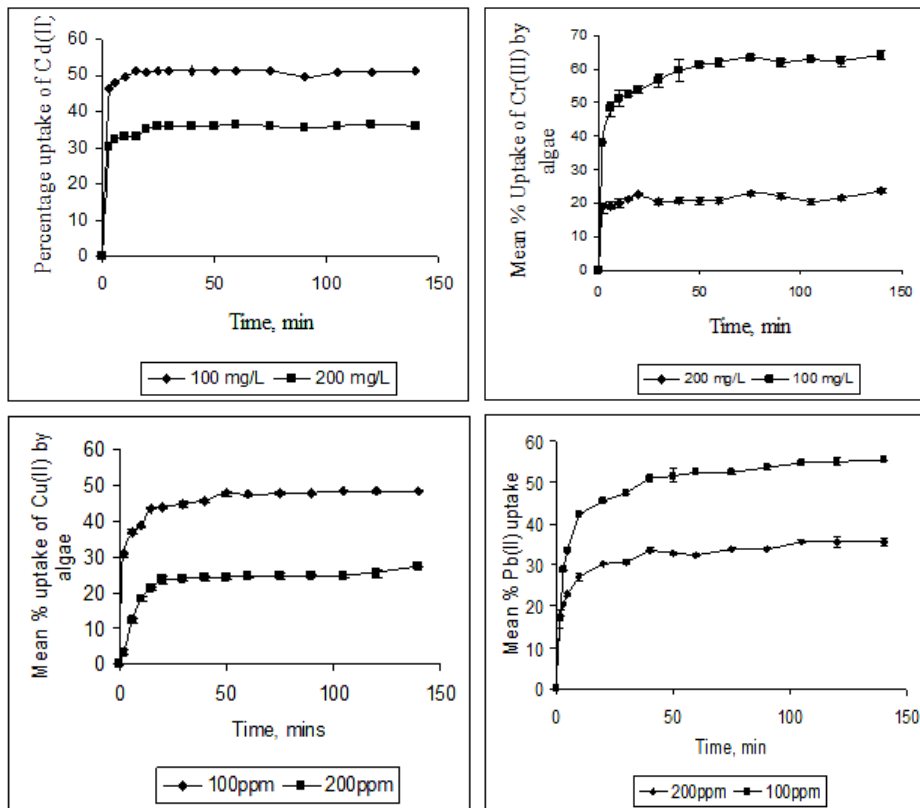 Percentage uptake of Cd(II)
60
50
40
30
20
10
0
0 50 100 150
Time, min
100 mg/L 200 mg/L
Mean % Uptake of Cr(III) by
algae
70
60
50
40
30
20
10
0
0 50 100 150
Time, min
200 mg/L 100 mg/L
Mean % uptake of Cu(II) by
algae
60
50
40
30
20
10
0
0 50 100 150
Time, mins
100ppm 200ppm
Mean % Pb(II) uptake
60
50
40
30
20
10
0
0 50 100 150
Time, min
200ppm 100ppm